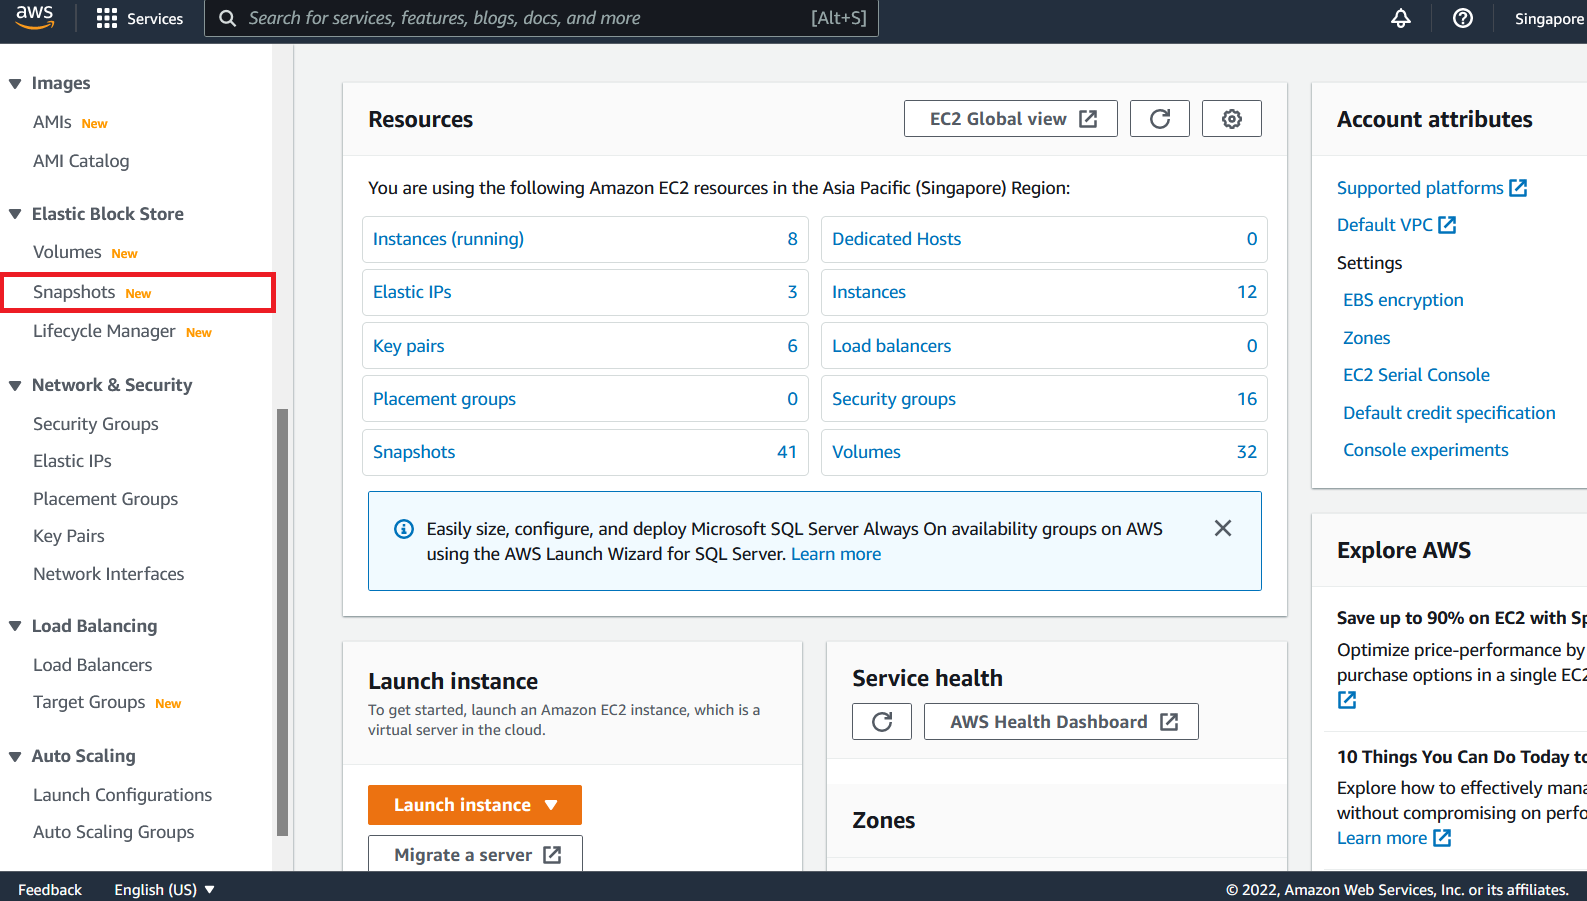 aws
Services
Search for services, features, blogs, docs, and more
[Alt+S]
Singapore
Images
AMIs New
AMI Catalog
Elastic Block Store
Volumes New
Snapshots New
Lifecycle Manager New
Network & Security
Security Groups
Elastic IPs
Placement Groups
Key Pairs
Network Interfaces
Load Balancing
Load Balancers
Target Groups New
Auto Scaling
Launch Configurations
Auto Scaling Groups
Resources
EC2 Global view
You are using the following Amazon EC2 resources in the Asia Pacific (Singapore) Region:
Instances (running) 8
Dedicated Hosts 0
Elastic IPs 3
Instances 12
Key pairs 6
Load balancers 0
Placement groups 0
Security groups 16
Snapshots 41
Volumes 32
Easily size, configure, and deploy Microsoft SQL Server Always On availability groups on AWS
using the AWS Launch Wizard for SQL Server. Learn more
Launch instance
To get started, launch an Amazon EC2 instance, which is a
virtual server in the cloud.
Launch instance
Migrate a server
Service health
AWS Health Dashboard
Zones
Account attributes
Supported platforms
Default VPC
Settings
EBS encryption
Zones
EC2 Serial Console
Default credit specification
Console experiments
Explore AWS
Save up to 90% on EC2 with Sp
Optimize price-performance by
purchase options in a single EC2
10 Things You Can Do Today to
Explore how to effectively mana
without compromising on perfo
Learn more
Feedback
English (US)
© 2022, Amazon Web Services, Inc. or its affiliates.